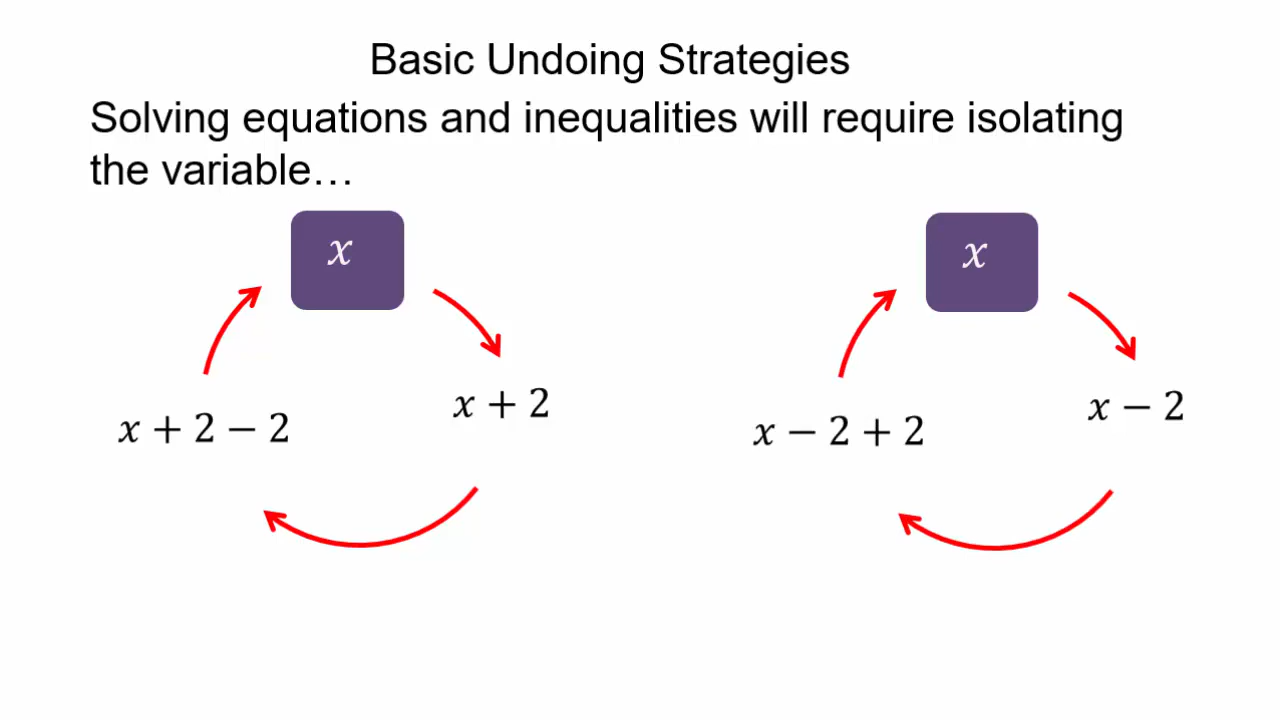 Basic Undoing Strategies
Solving equations and inequalities will require isolating
the variable…
x
x
x + 2
x − 2
x + 2 − 2
x − 2 + 2